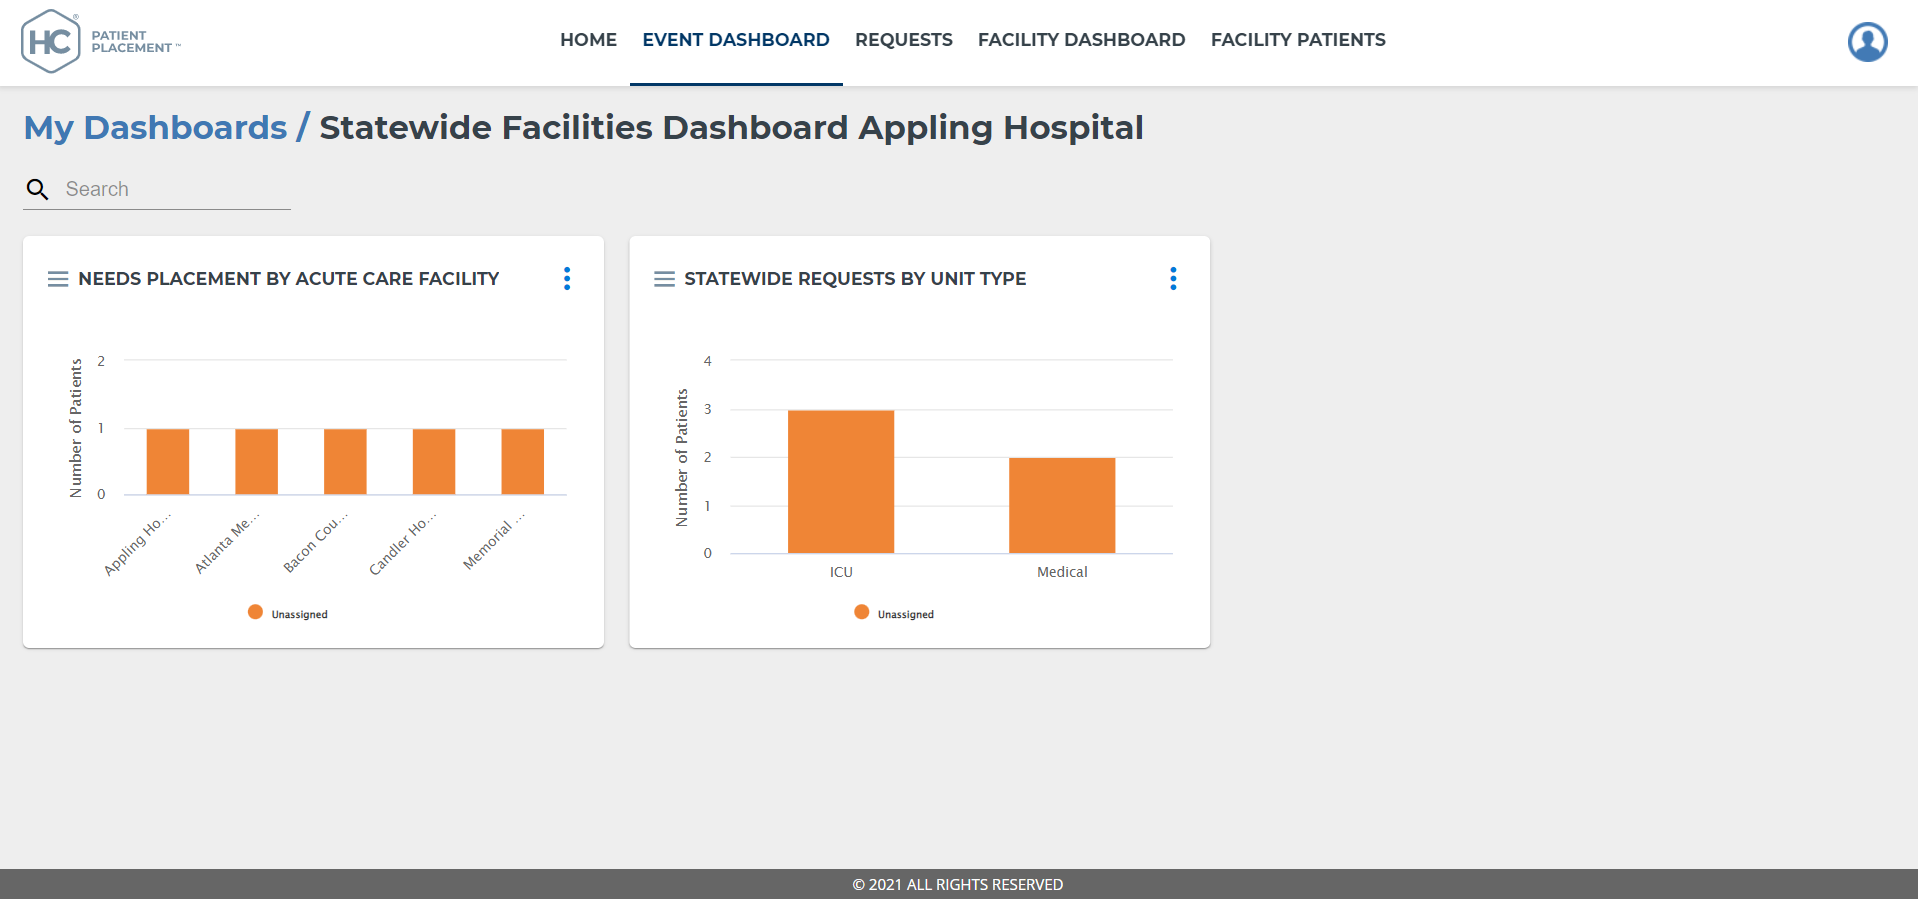 HC PATIENT
PLACEMENT™
HOME EVENT DASHBOARD REQUESTS FACILITY DASHBOARD FACILITY PATIENTS
My Dashboards / Statewide Facilities Dashboard Appling Hospital
Search
NEEDS PLACEMENT BY ACUTE CARE FACILITY
Number of Patients
2
1
0
Appling Ho...
Atlanta Me...
Bacon Cou...
Candler Ho...
Memorial ...
Unassigned
STATEWIDE REQUESTS BY UNIT TYPE
Number of Patients
4
3
2
1
0
ICU
Medical
Unassigned
© 2021 ALL RIGHTS RESERVED